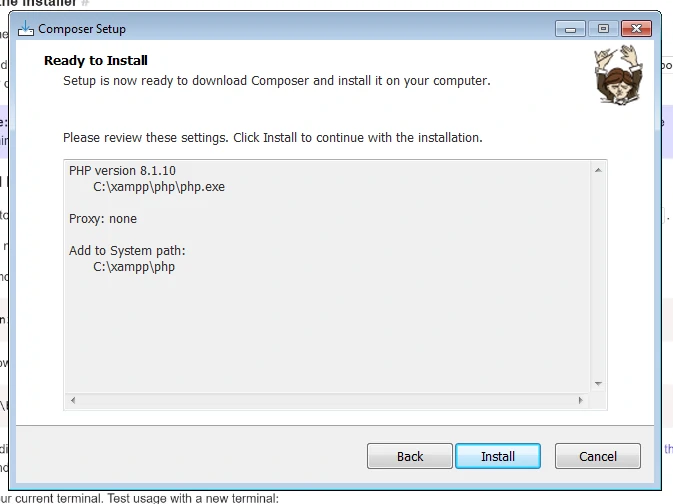 the installer #
Composer Setup
Ready to Install
Setup is now ready to download Composer and install it on your computer.
Please review these settings. Click Install to continue with the installation.
PHP version 8.1.10
C:\xampp\php\php.exe
Proxy: none
Add to System path:
C:\xampp\php
Back
Install
Cancel
ur current terminal. Test usage with a new terminal: